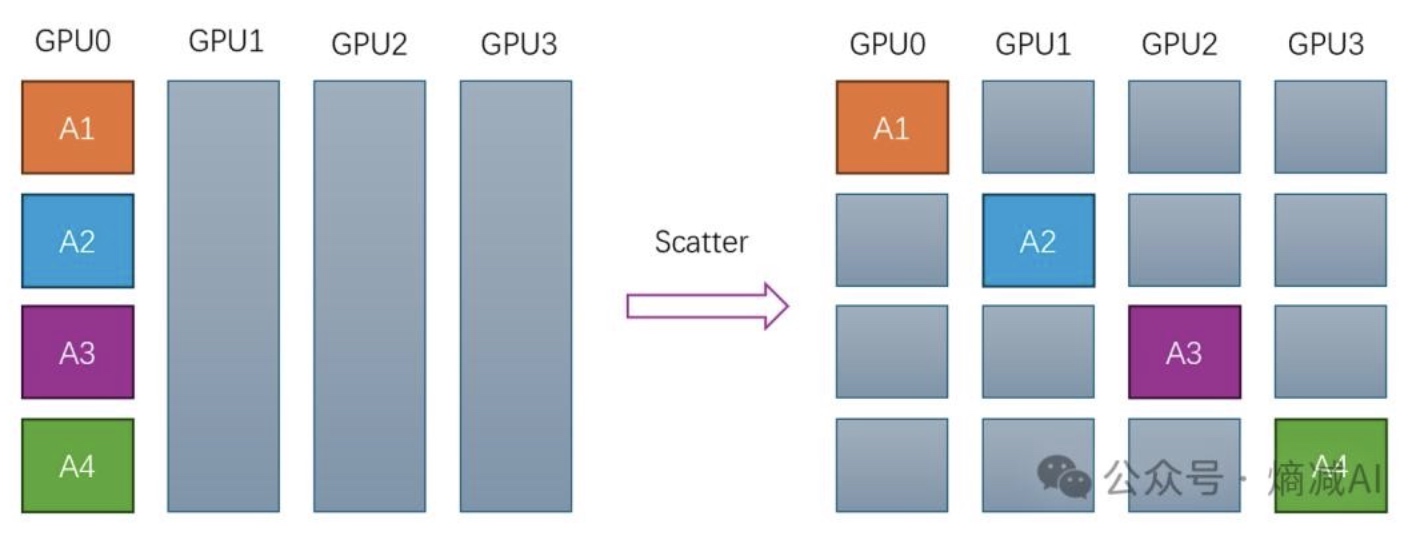 GPU0 GPU1 GPU2 GPU3
A1
A2
A3
A4
Scatter
GPU0 GPU1 GPU2 GPU3
A1
A2
A3
A4
公众号 · 熵减AI